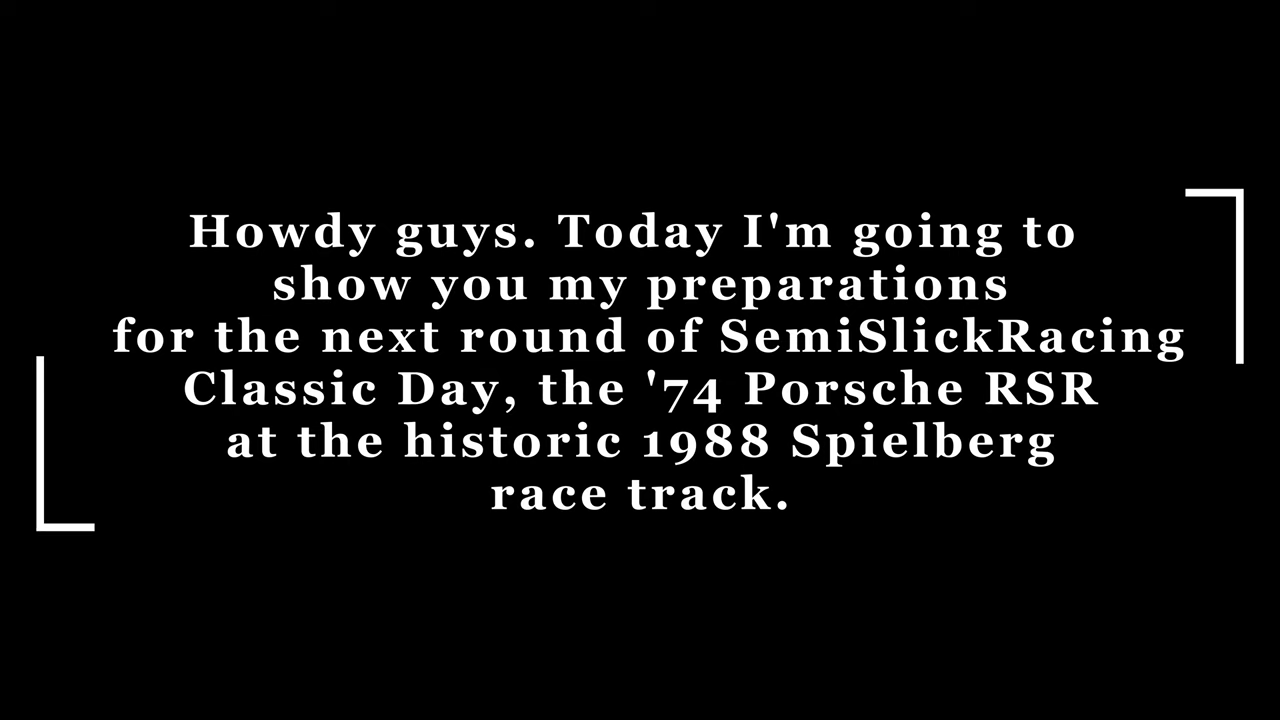 Howdy guys. Today I'm going to
show you my preparations
for the next round of SemiSlickRacing
Classic Day, the '74 Porsche RSR
at the historic 1988 Spielberg
race track.